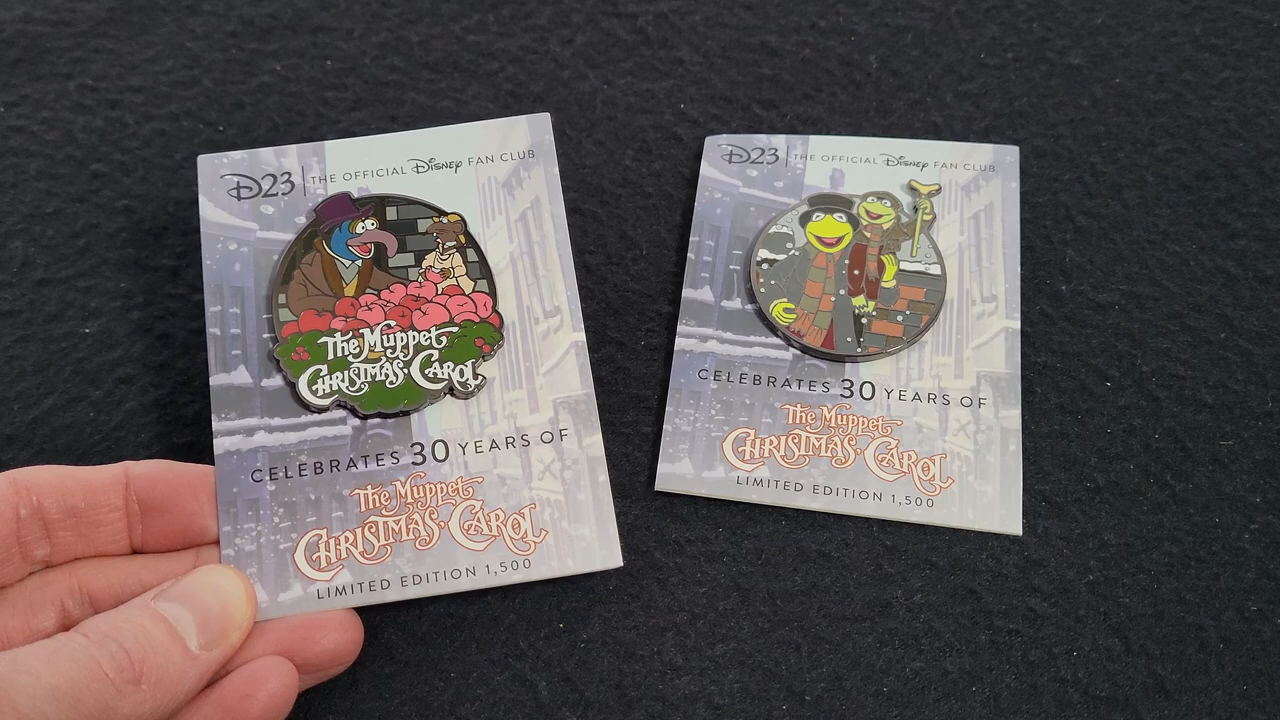 D23 | THE OFFICIAL Disney FAN CLUB
The Muppet
CHRISTMAS CAROL
CELEBRATES 30 YEARS OF
The Muppet
CHRISTMAS CAROL
LIMITED EDITION 1,500
D23 | THE OFFICIAL Disney FAN CLUB
CELEBRATES 30 YEARS OF
The Muppet
CHRISTMAS CAROL
LIMITED EDITION 1,500